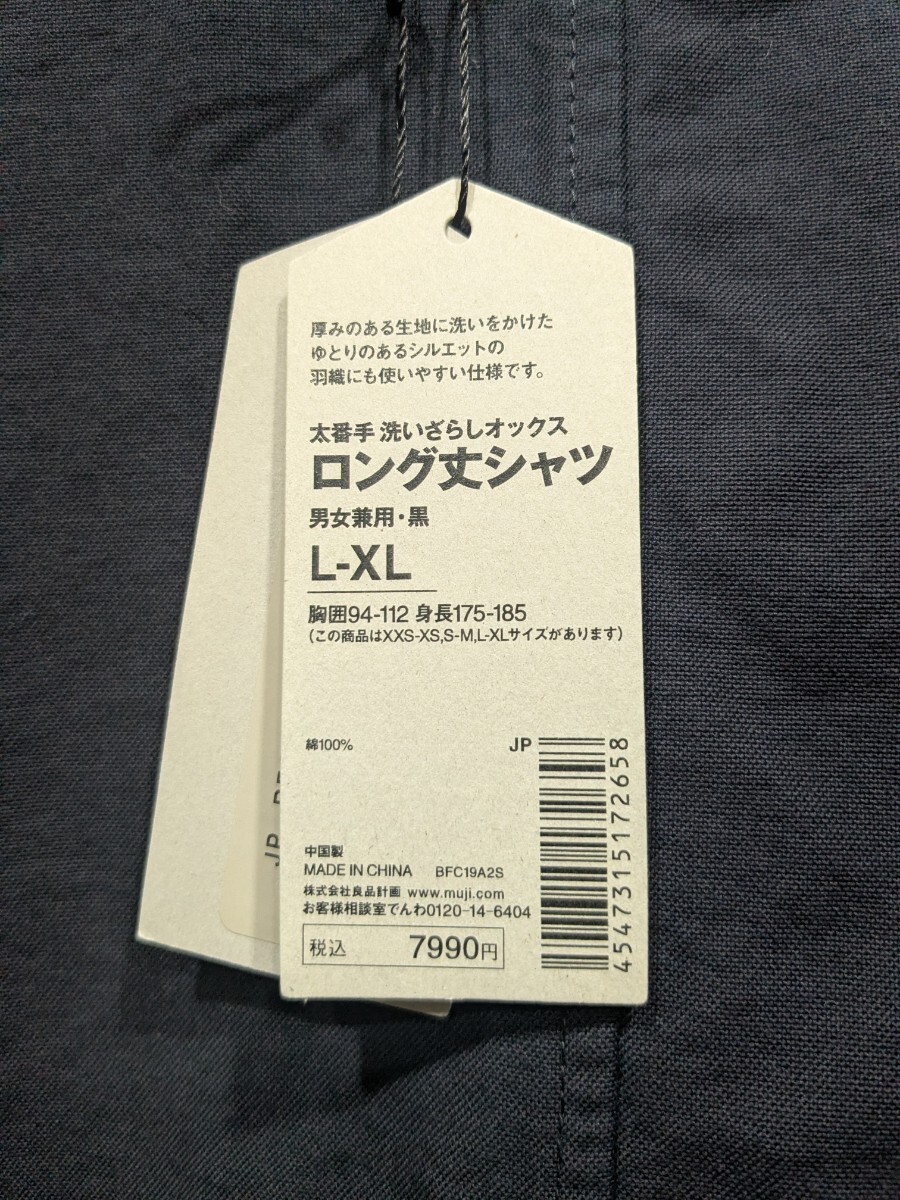 厚みのある生地に洗いをかけた
ゆとりのあるシルエットの
羽織にも使いやすい仕様です。
太番手 洗いざらしオックス
ロング丈シャツ
男女兼用・黒
L-XL
胸囲94-112 身長175-185
(この商品はXXS-XS,S-M,L-XLサイズがあります)
綿100%
JP
4547315172658
中国製
MADE IN CHINA BFC19A2S
株式会社良品計画 www.muji.com
お客様相談室でんわ0120-14-6404
税込 7990円
JP